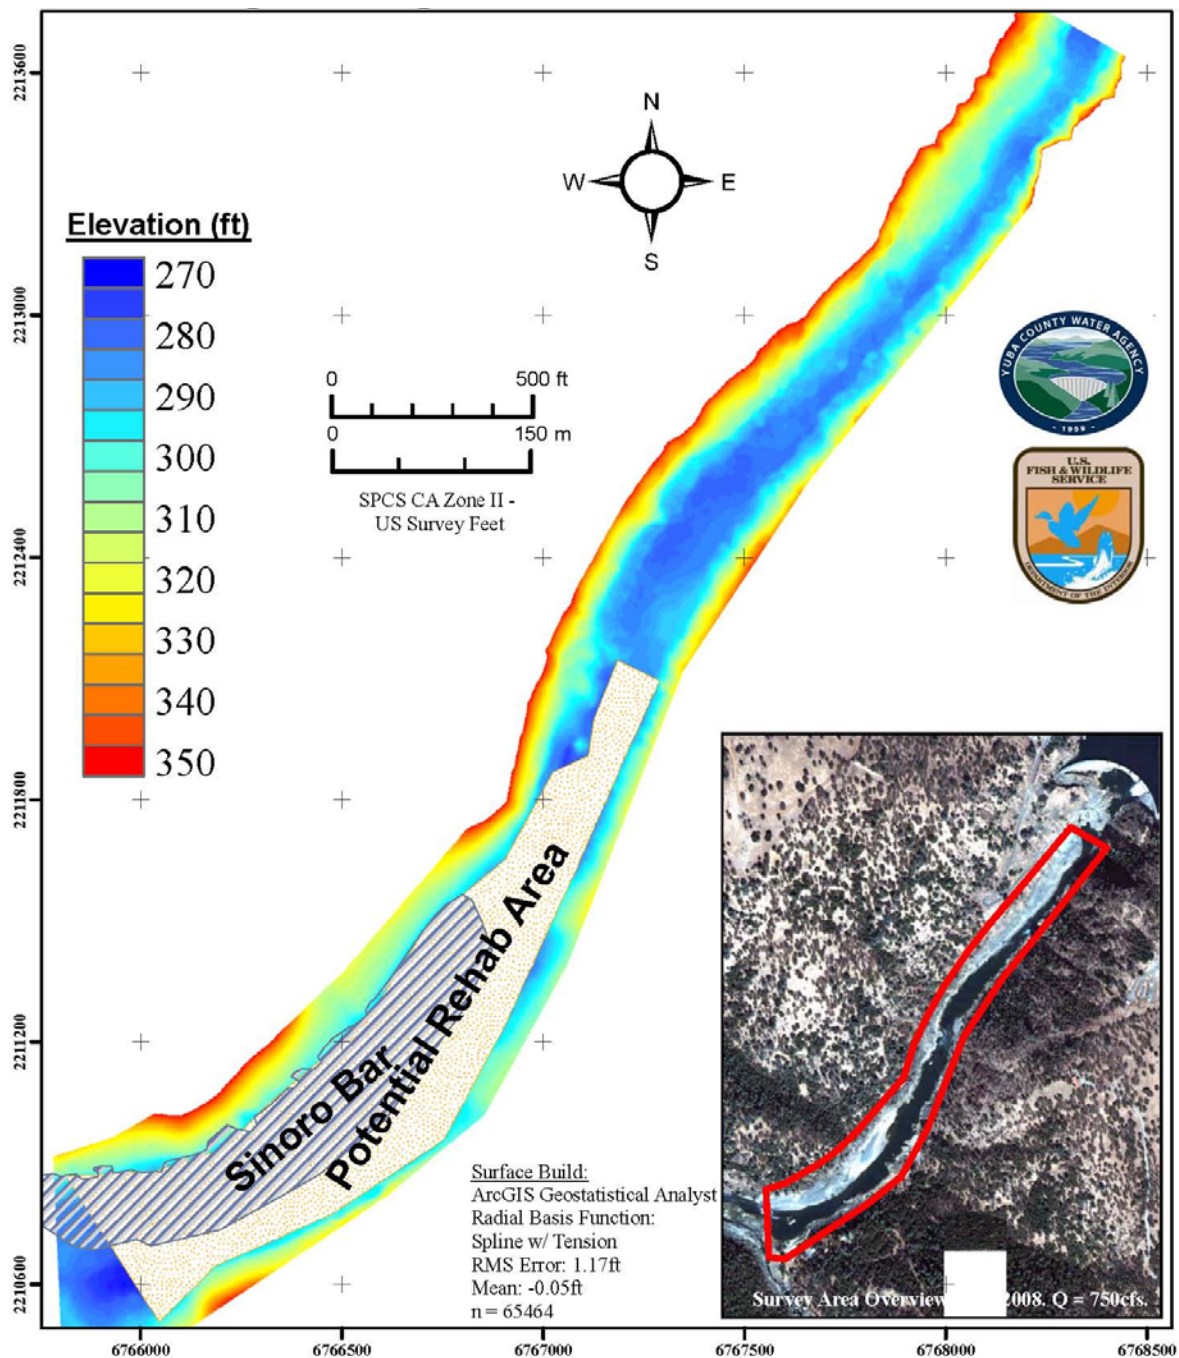 N
W
E
S
Elevation (ft)
270
280
290
300
310
320
330
340
350
0 500 ft
0 150 m
SPCS CA Zone II -
US Survey Feet
YUBA COUNTY WATER AGENCY
- 1959 -
U.S.
FISH & WILDLIFE
SERVICE
DEPARTMENT OF THE INTERIOR
Sinoro Bar
Potential Rehab Area
Surface Build:
ArcGIS Geostatistical Analyst
Radial Basis Function:
Spline w/ Tension
RMS Error: 1.17ft
Mean: -0.05ft
n = 65464
Survey Area Overview 2008. Q = 750cfs.
2213600
2213000
2212400
2211800
2211200
2210600
6766000 6766500 6767000 6767500 6768000 6768500